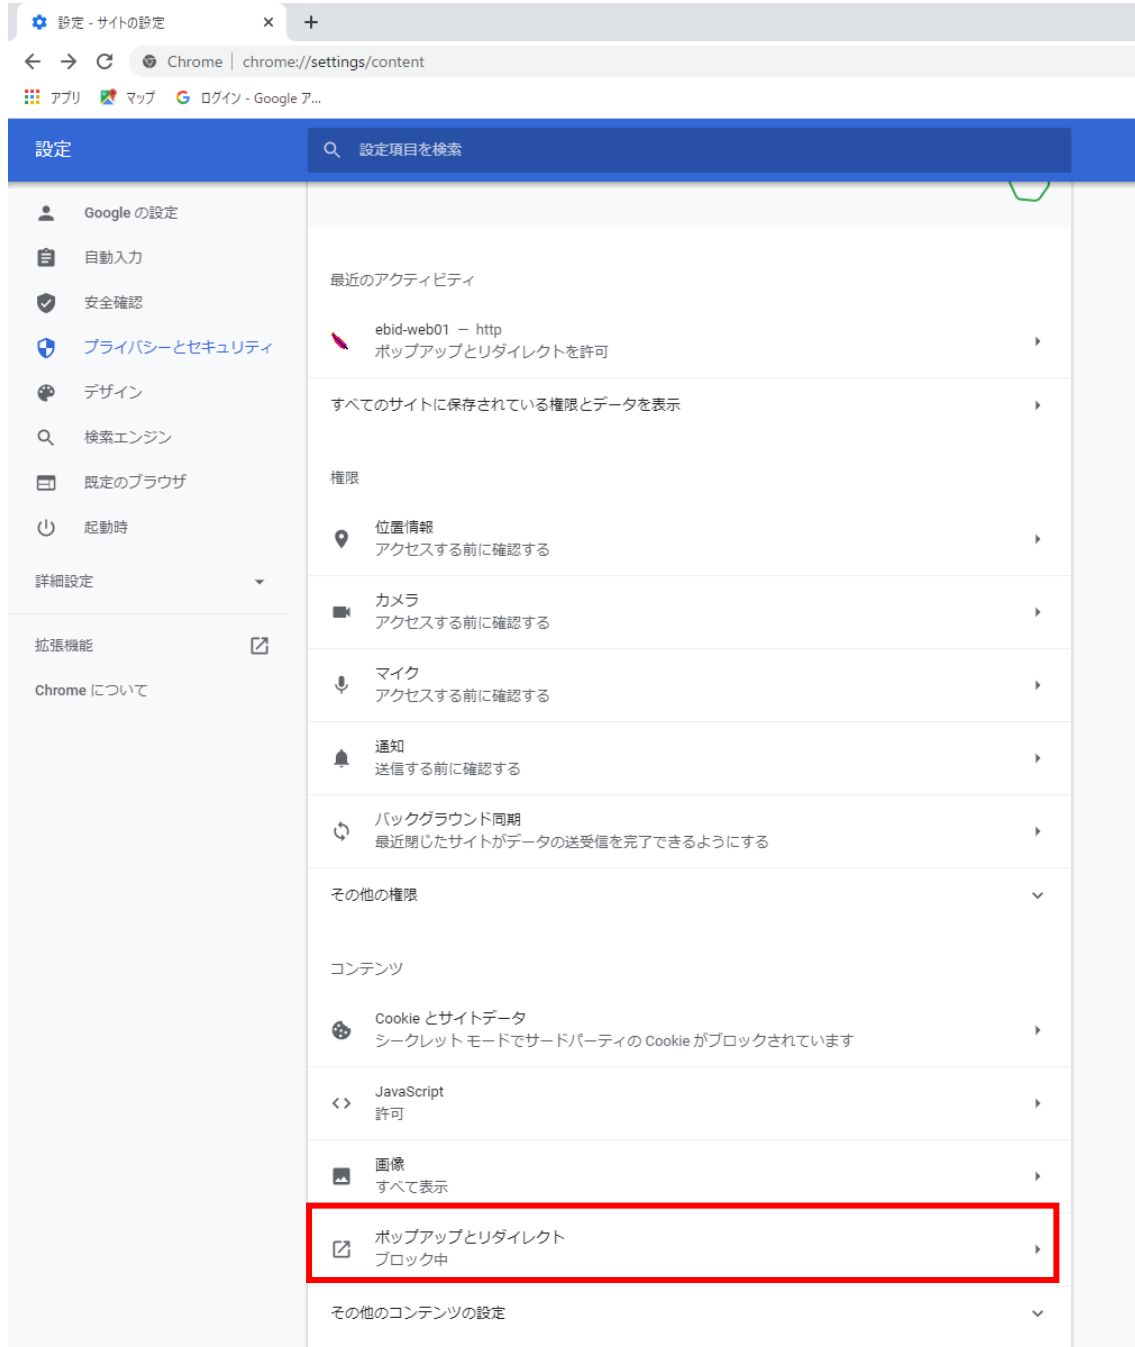 設定 - サイトの設定
Chrome | chrome://settings/content
アプリ マップ ログイン - Google ア...
設定
設定項目を検索
Google の設定
自動入力
安全確認
プライバシーとセキュリティ
デザイン
検索エンジン
既定のブラウザ
起動時
詳細設定
拡張機能
Chrome について
最近のアクティビティ
ebid-web01 — http
ポップアップとリダイレクトを許可
すべてのサイトに保存されている権限とデータを表示
権限
位置情報
アクセスする前に確認する
カメラ
アクセスする前に確認する
マイク
アクセスする前に確認する
通知
送信する前に確認する
バックグラウンド同期
最近閉じたサイトがデータの送受信を完了できるようにする
その他の権限
コンテンツ
Cookie とサイトデータ
シークレット モードでサードパーティの Cookie がブロックされています
JavaScript
許可
画像
すべて表示
ポップアップとリダイレクト
ブロック中
その他のコンテンツの設定